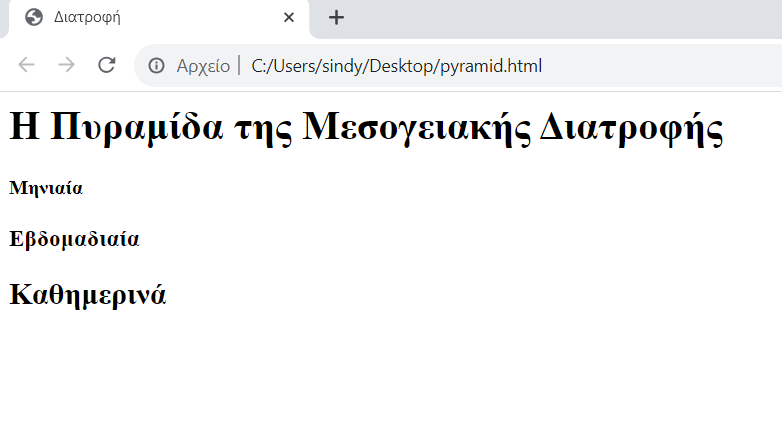 Διατροφή
Αρχείο | C:/Users/sindy/Desktop/pyramid.html
Η Πυραμίδα της Μεσογειακής Διατροφής
Μηνιαία
Εβδομαδιαία
Καθημερινά